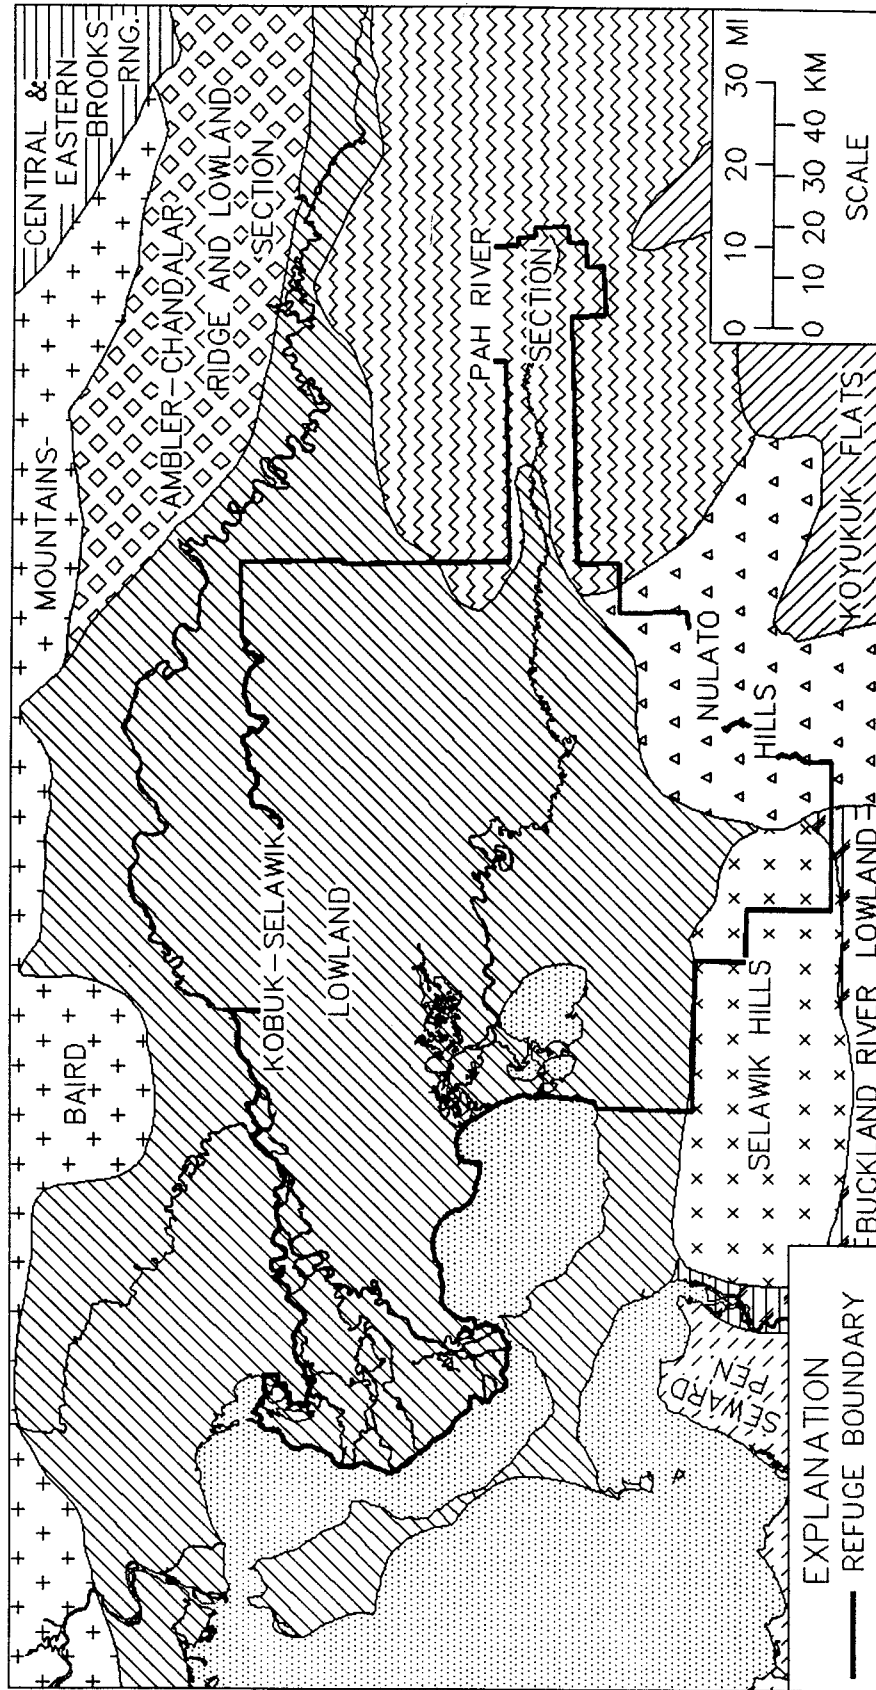 CENTRAL &
EASTERN
BROOKS
RNG.
MOUNTAINS-
AMBLER-CHANDALAR
RIDGE AND LOWLAND
SECTION
BAIRD
KOBUK-SELAWIK
LOWLAND
PAH RIVER
SECTION
NULATO
HILLS
KOYUKUK FLATS
SELAWIK HILLS
BUCKLAND RIVER LOWLAND
SEWARD
PEN
EXPLANATION
REFUGE BOUNDARY
0 10 20 30 MI
0 10 20 30 40 KM
SCALE